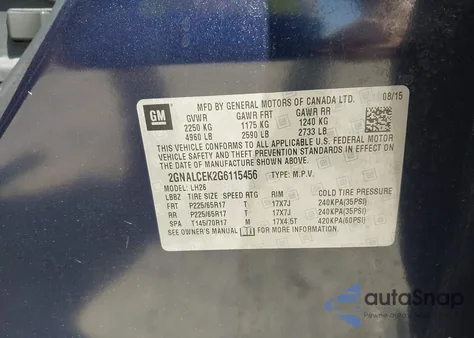 GM
MFD BY GENERAL MOTORS OF CANADA LTD. 08/15
GVWR GAWR FRT GAWR RR
2250 KG 1175 KG 1240 KG
4960 LB 2590 LB 2733 LB
THIS VEHICLE CONFORMS TO ALL APPLICABLE U.S. FEDERAL MOTOR
VEHICLE SAFETY, BUMPER, AND THEFT PREVENTION STANDARDS
IN EFFECT ON THE DATE OF MANUFACTURE SHOWN ABOVE.
2GNALCEK2G6115456 TYPE: M.P.V.
MODEL: LH26
LBBZ TIRE SIZE SPEED RTG RIM COLD TIRE PRESSURE
FRT P225/65R17 T 17X7J 240KPA(35PSI)
RR P225/65R17 T 17X7J 240KPA(35PSI)
SPA T145/70R17 M 17X4.5T 420KPA(60PSI)
SEE OWNER'S MANUAL FOR MORE INFORMATION.
autoSnap